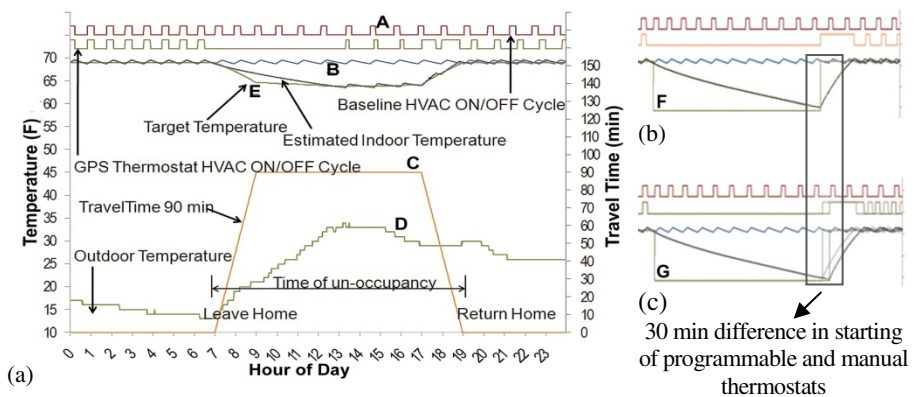 A
B
E
Baseline HVAC ON/OFF Cycle
Target Temperature
Estimated Indoor Temperature
GPS Thermostat HVAC ON/OFF Cycle
C
TravelTime 90 min
D
Outdoor Temperature
Time of un-occupancy
Leave Home
Return Home
Temperature (F)
70
65
60
55
50
45
40
35
30
25
20
15
10
Travel Time (min)
150
140
130
120
110
100
90
80
70
60
50
40
30
20
10
0
0 1 2 3 4 5 6 7 8 9 10 11 12 13 14 15 16 17 18 19 20 21 22 23
Hour of Day
(a)
F
(b)
G
(c)
30 min difference in starting
of programmable and manual
thermostats